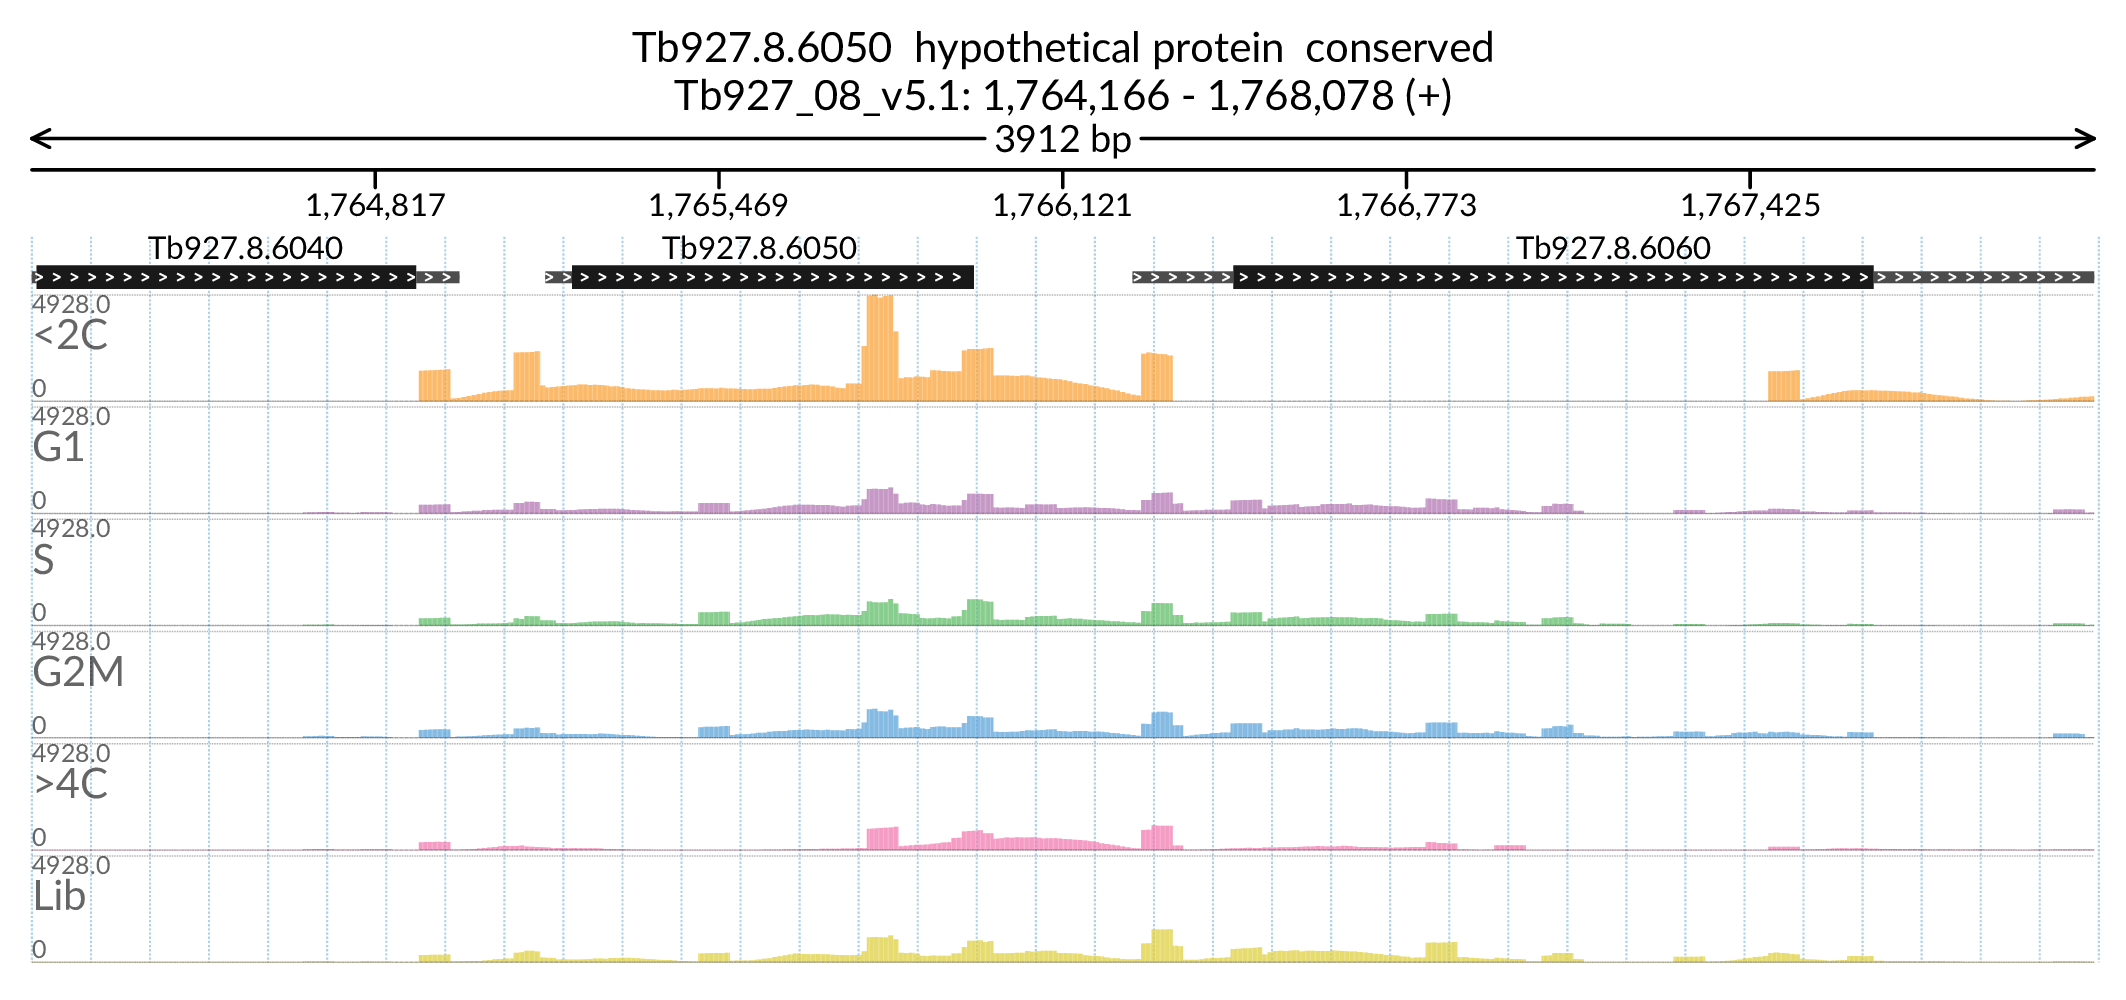 Tb927.8.6050  hypothetical protein  conserved
Tb927_08_v5.1: 1,764,166 - 1,768,078 (+)
3912 bp
1,764,817 1,765,469 1,766,121 1,766,773 1,767,425
Tb927.8.6040 Tb927.8.6050 Tb927.8.6060
4928.0
<2C
0
4928.0
G1
0
4928.0
S
0
4928.0
G2M
0
4928.0
>4C
0
4928.0
Lib
0